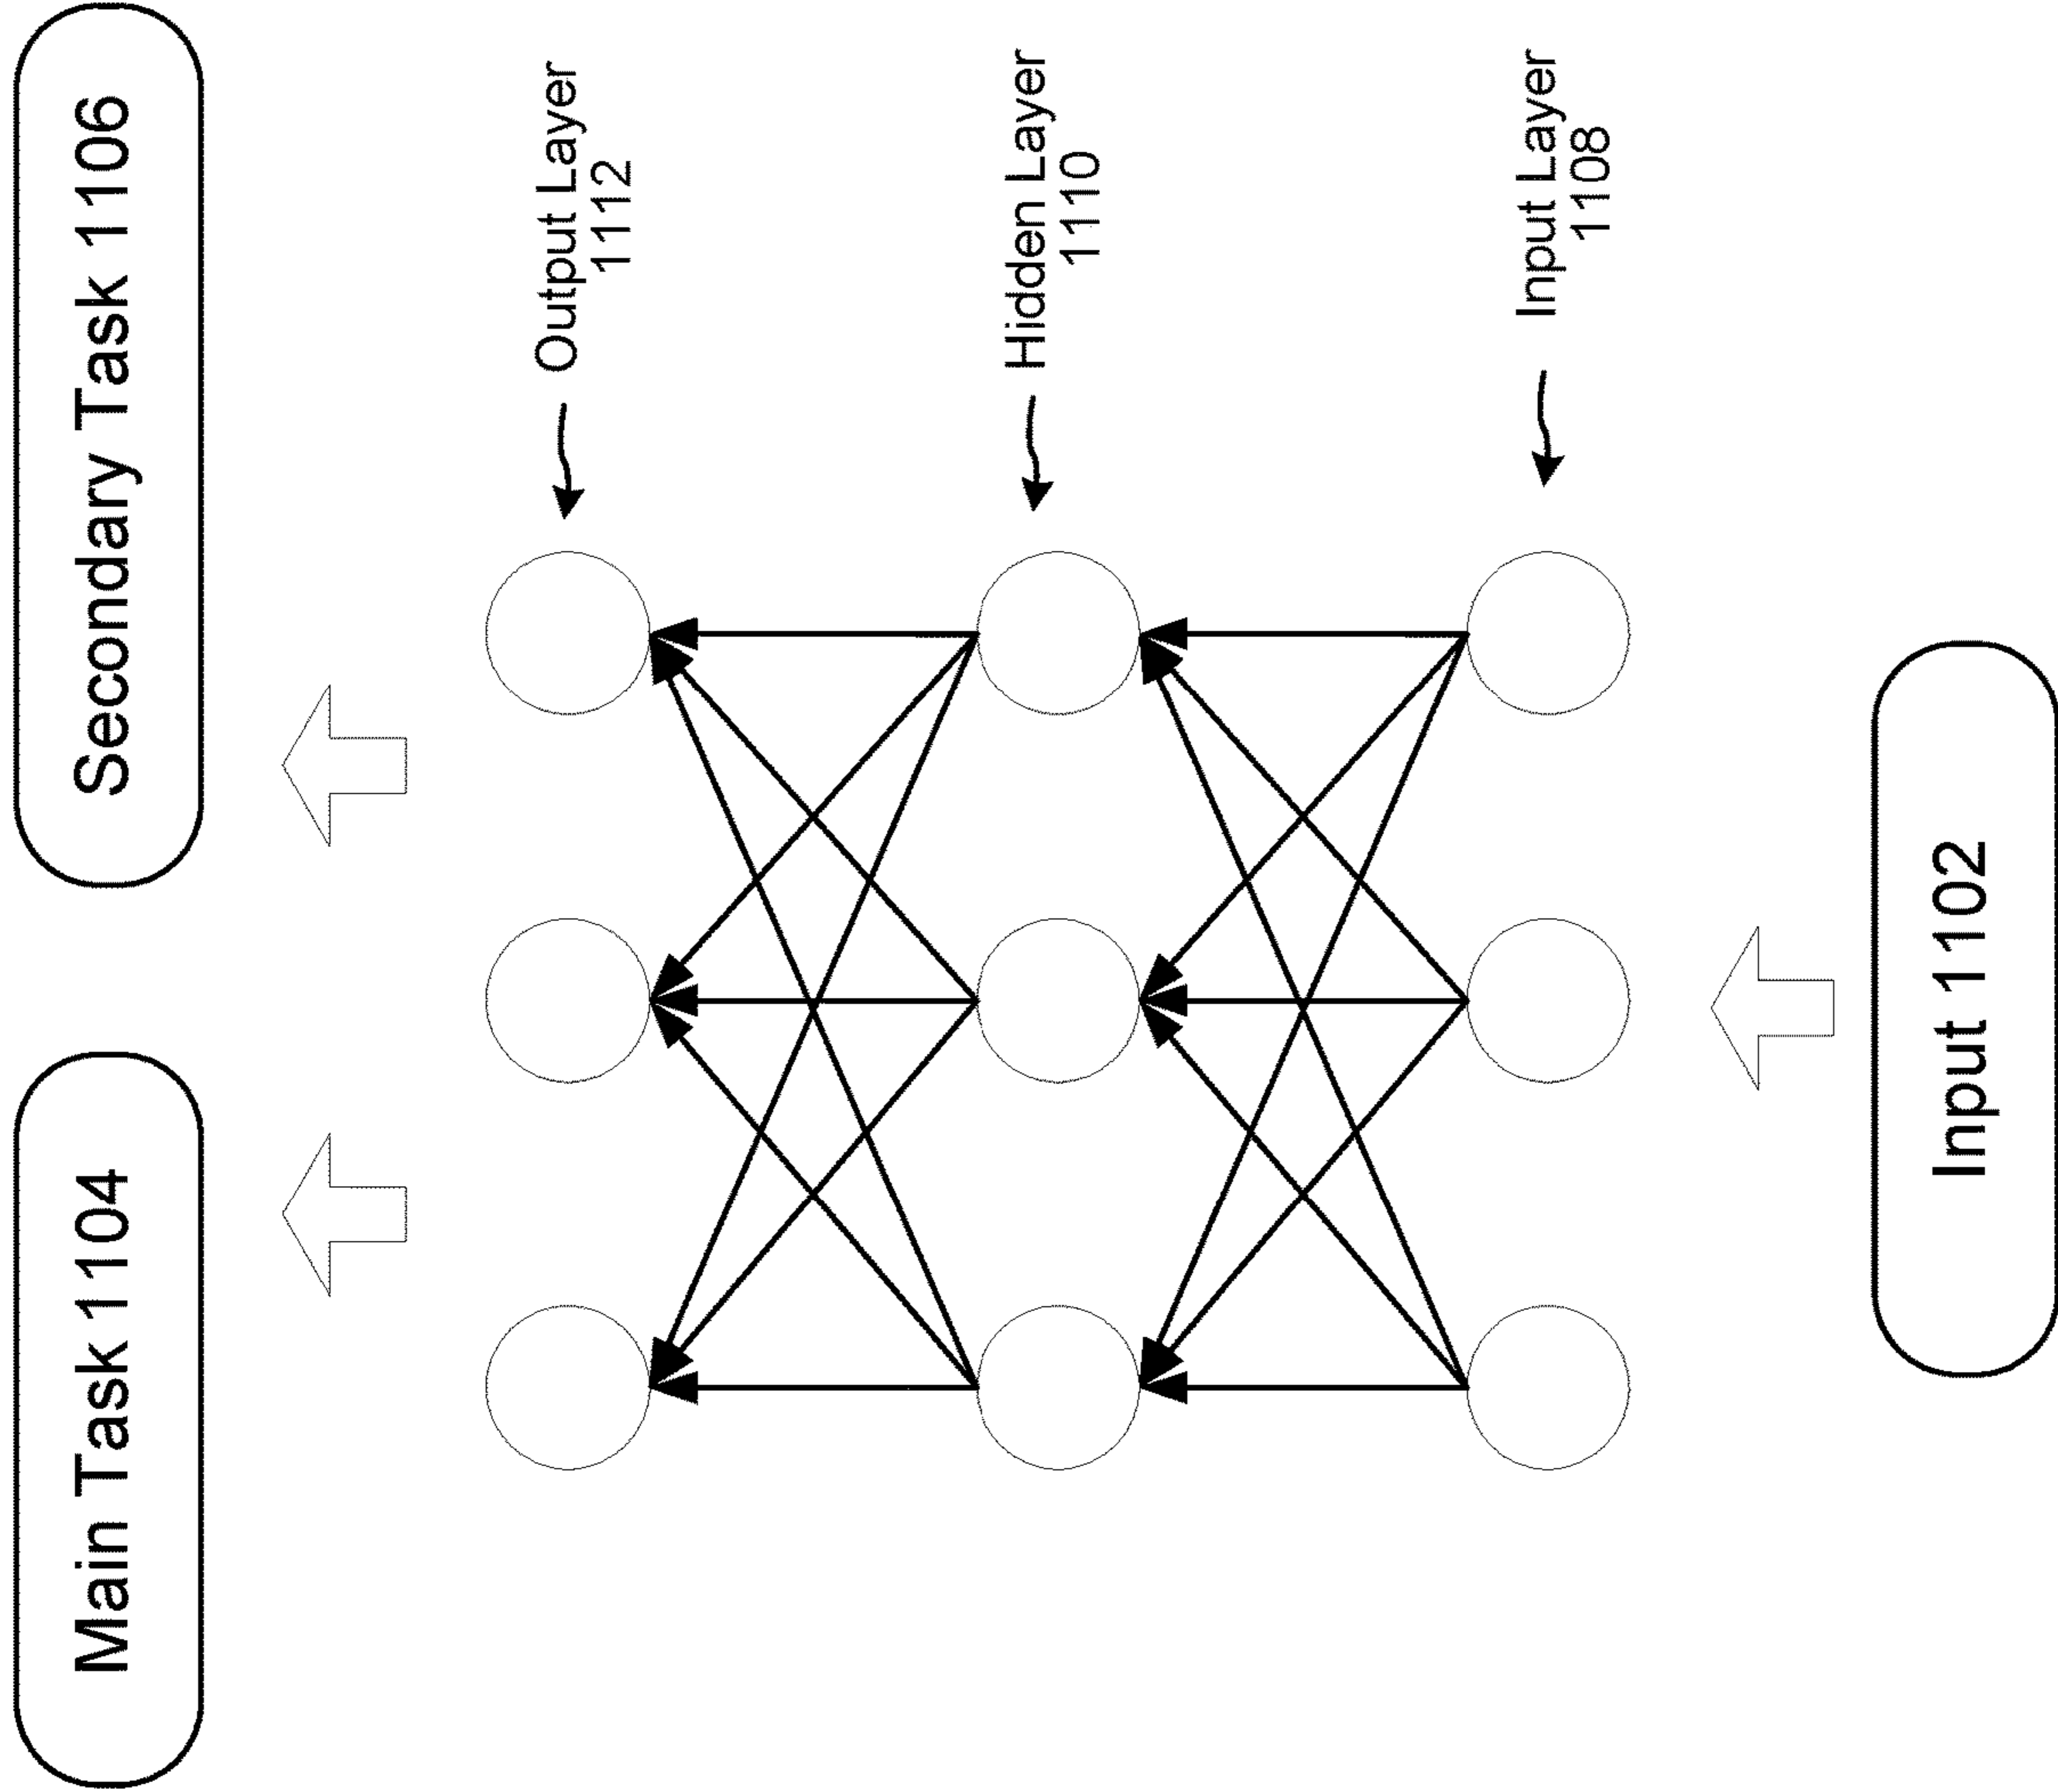 Main Task 1104
Secondary Task 1106
Output Layer
1112
Hidden Layer
1110
Input Layer
1108
Input 1102